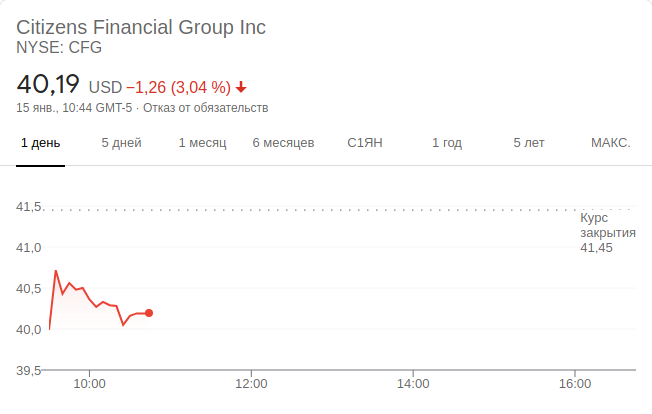 Citizens Financial Group Inc
NYSE: CFG
40,19 USD −1,26 (3,04 %)
15 янв., 10:44 GMT-5 · Отказ от обязательств
1 день 5 дней 1 месяц 6 месяцев С1ЯН 1 год 5 лет МАКС.
41,5
Курс
закрытия
41,0
41,45
40,5
40,0
39,5
10:00 12:00 14:00 16:00